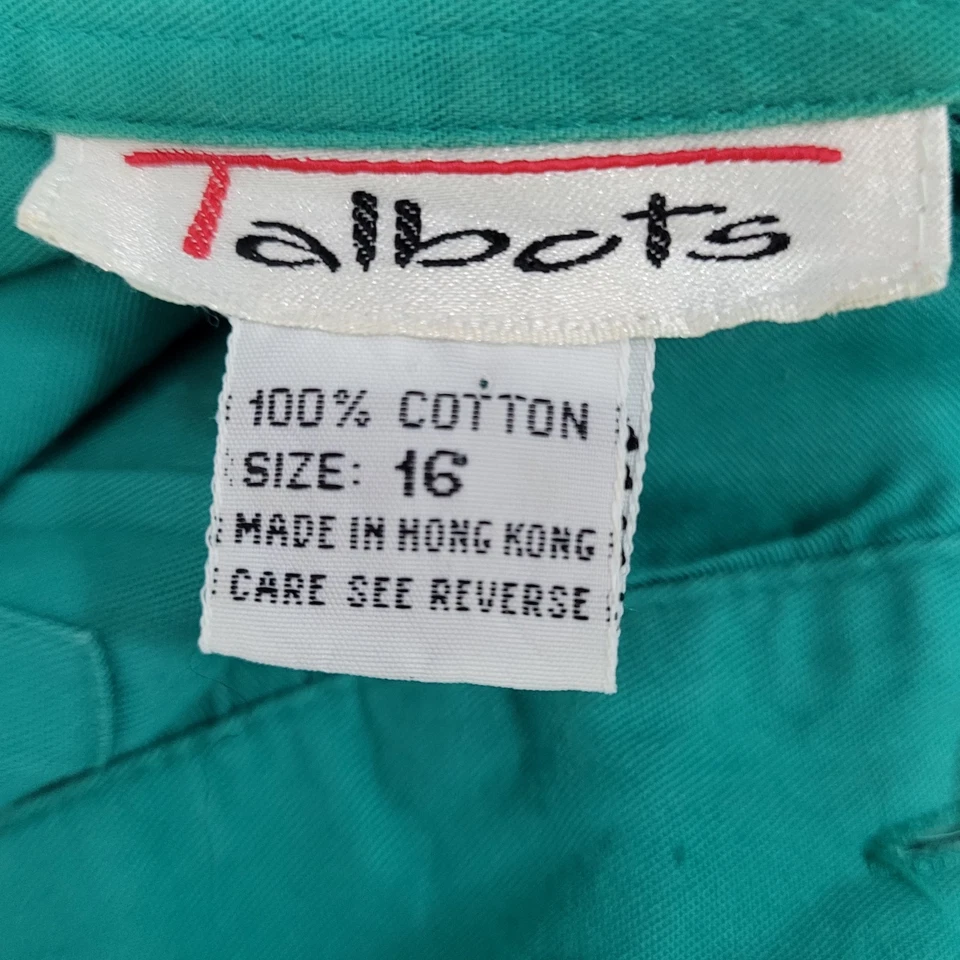 Talbots
100% COTTON
SIZE: 16
MADE IN HONG KONG
CARE SEE REVERSE